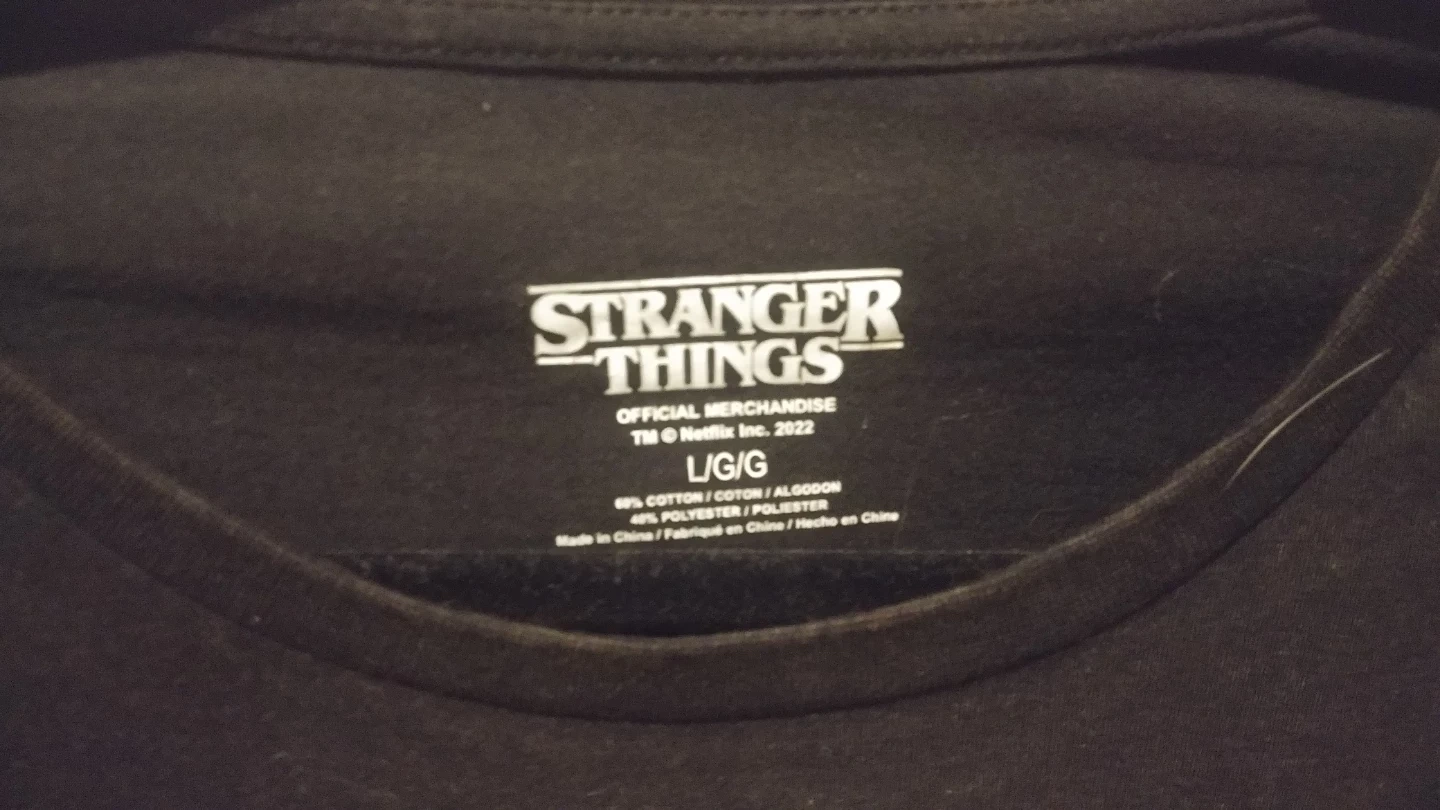 STRANGER
THINGS
OFFICIAL MERCHANDISE
TM © Netflix Inc. 2022
L/G/G
60% COTTON / COTON / ALGODON
40% POLYESTER / POLIESTER
Made in China / Fabriqué en Chine / Hecho en Chine